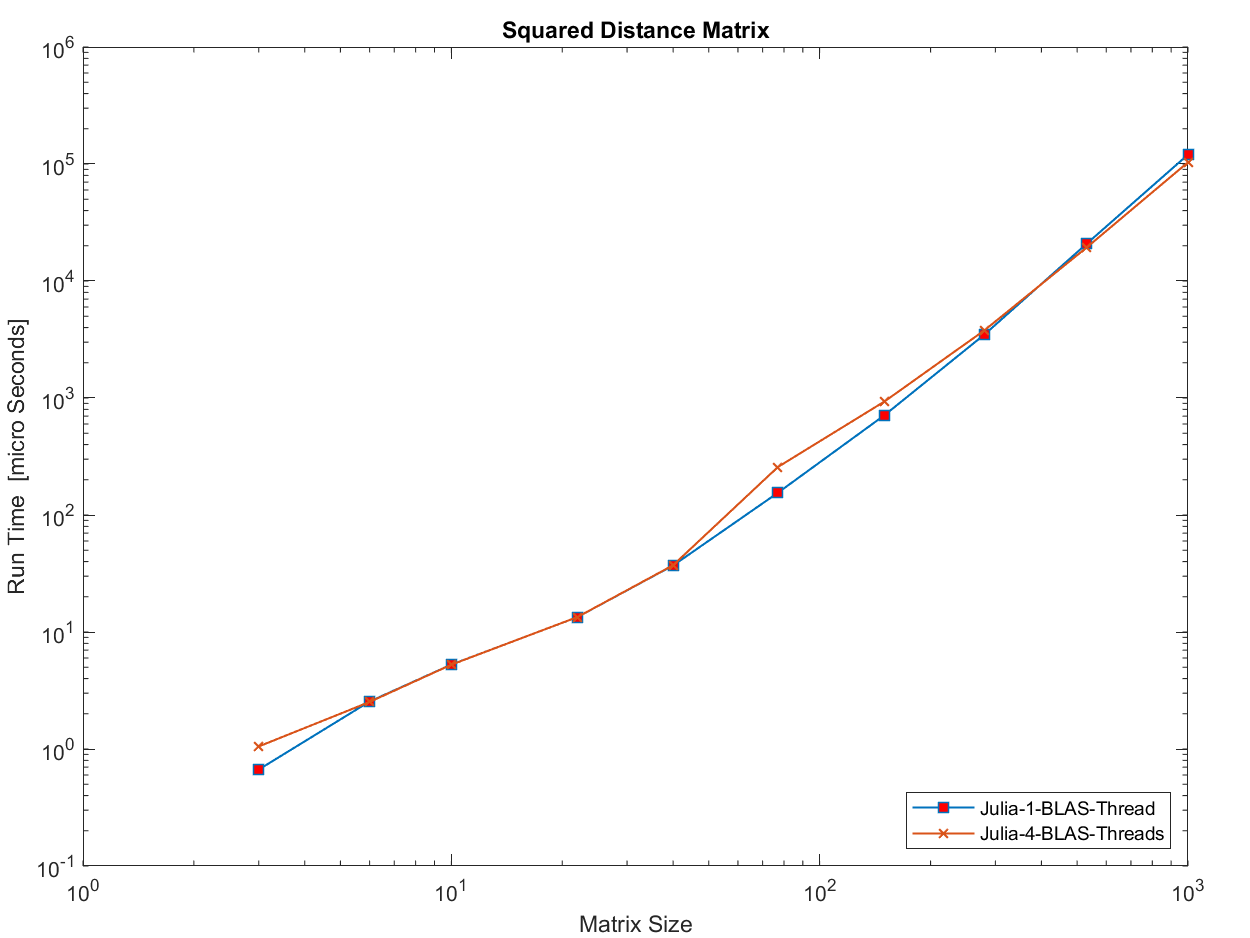 Squared Distance Matrix
10^6
10^5
10^4
10^3
10^2
10^1
10^0
10^-1
Run Time [micro Seconds]
10^0 10^1 10^2 10^3
Matrix Size
Julia-1-BLAS-Thread
Julia-4-BLAS-Threads